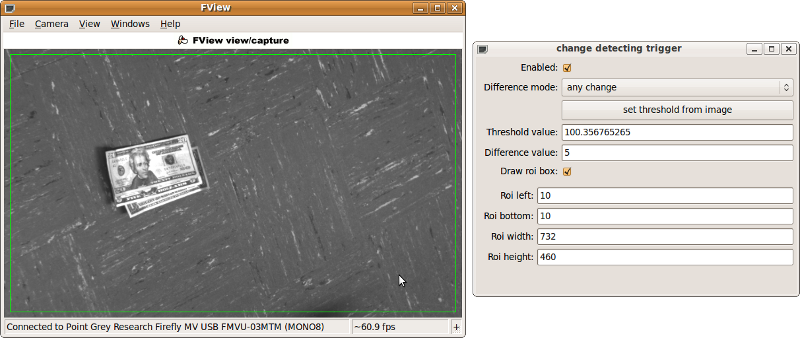 FView
File Camera View Windows Help
FView view/capture
Connected to Point Grey Research Firefly MV USB FMVU-03MTM (MONO8) ~60.9 fps +
change detecting trigger
Enabled:
Difference mode: any change
set threshold from image
Threshold value: 100.356765265
Difference value: 5
Draw roi box:
Roi left: 10
Roi bottom: 10
Roi width: 732
Roi height: 460